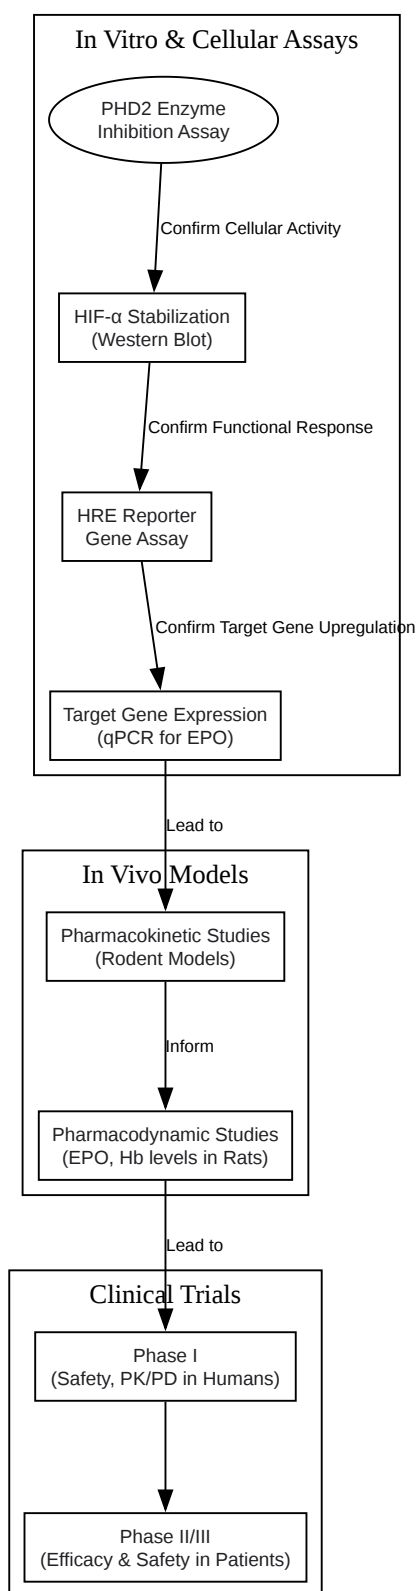 In Vitro & Cellular Assays
PHD2 Enzyme
Inhibition Assay
Confirm Cellular Activity
HIF-α Stabilization
(Western Blot)
Confirm Functional Response
HRE Reporter
Gene Assay
Confirm Target Gene Upregulation
Target Gene Expression
(qPCR for EPO)
Lead to
In Vivo Models
Pharmacokinetic Studies
(Rodent Models)
Inform
Pharmacodynamic Studies
(EPO, Hb levels in Rats)
Lead to
Clinical Trials
Phase I
(Safety, PK/PD in Humans)
Phase II/III
(Efficacy & Safety in Patients)